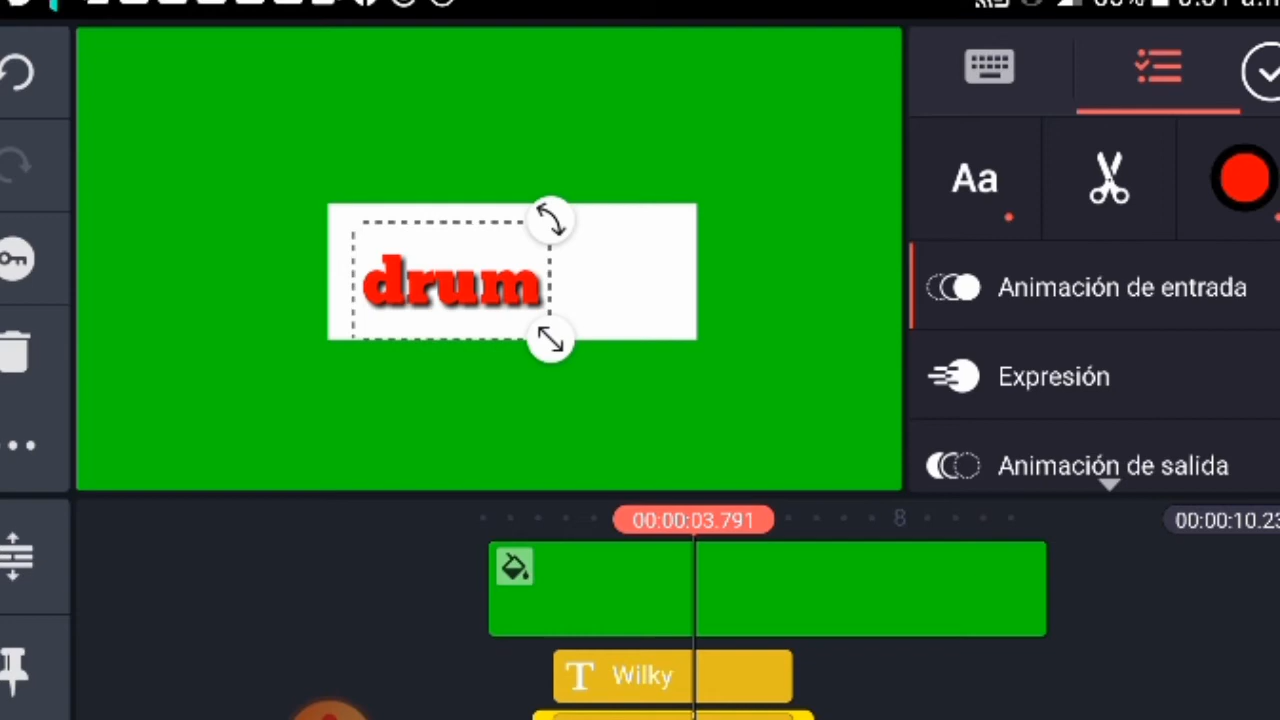 Aa
drum
Animación de entrada
Expresión
Animación de salida
00:00:03.791
8
00:00:10.23
T Wilky